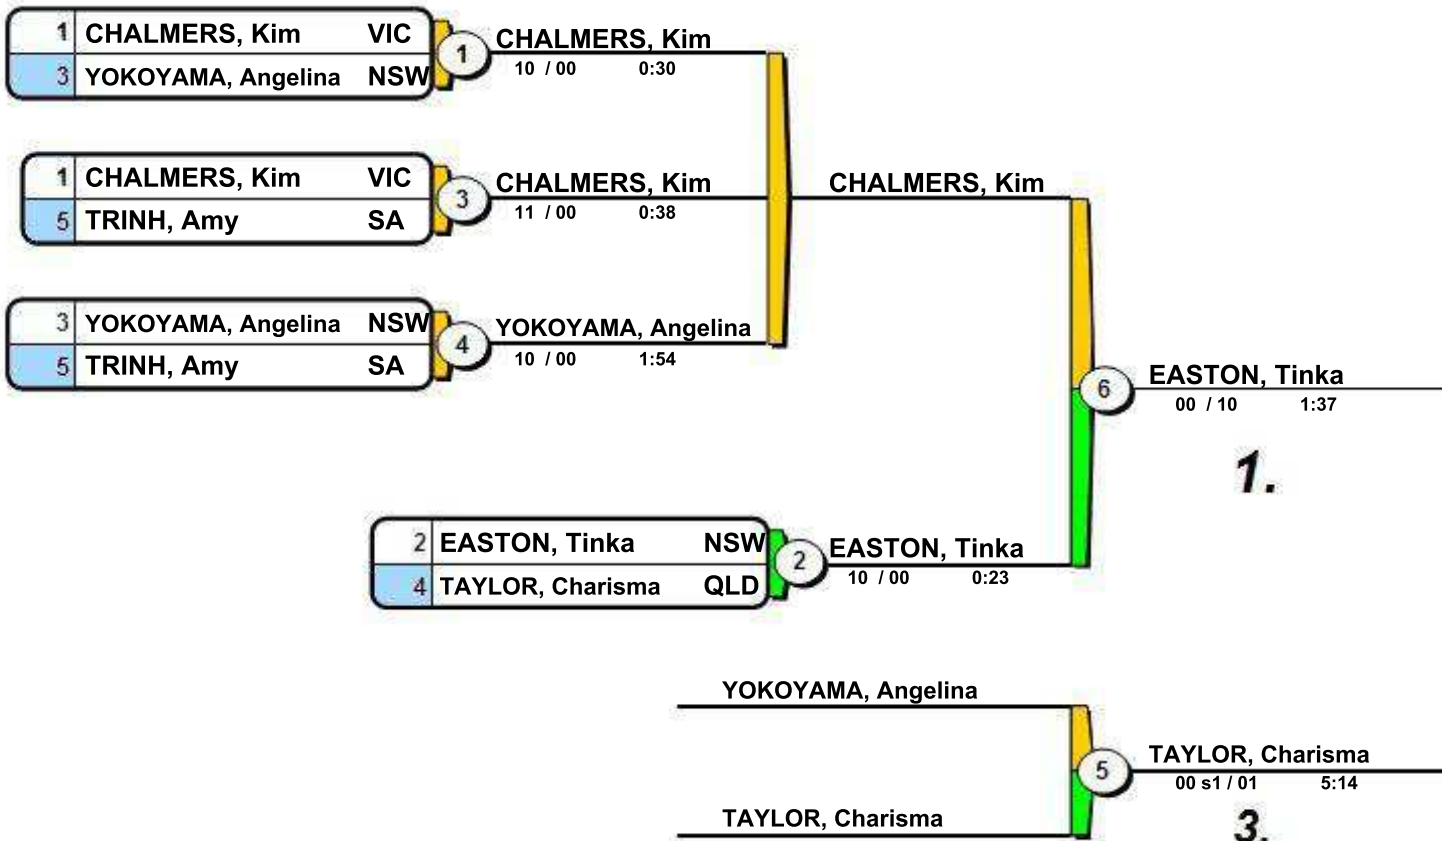 1 CHALMERS, Kim VIC
3 YOKOYAMA, Angelina NSW
1 CHALMERS, Kim
10 / 00 0:30
1 CHALMERS, Kim VIC
5 TRINH, Amy SA
3 CHALMERS, Kim
11 / 00 0:38
CHALMERS, Kim
3 YOKOYAMA, Angelina NSW
5 TRINH, Amy SA
4 YOKOYAMA, Angelina
10 / 00 1:54
6 EASTON, Tinka
00 / 10 1:37
1.
2 EASTON, Tinka NSW
4 TAYLOR, Charisma QLD
2 EASTON, Tinka
10 / 00 0:23
YOKOYAMA, Angelina
TAYLOR, Charisma
5 TAYLOR, Charisma
00 s1 / 01 5:14
3.